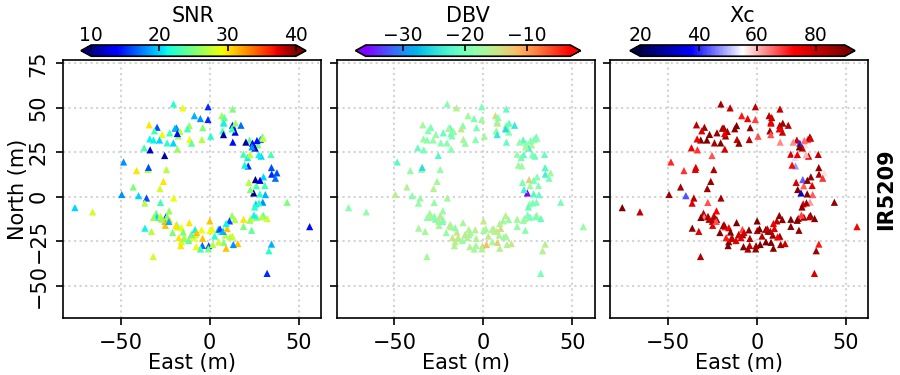 SNR DBV Xc
10 20 30 40 −30 −20 −10 20 40 60 80
75
50
25
0
−25
−50
North (m)
IR5209
−50 0 50 −50 0 50 −50 0 50
East (m) East (m) East (m)